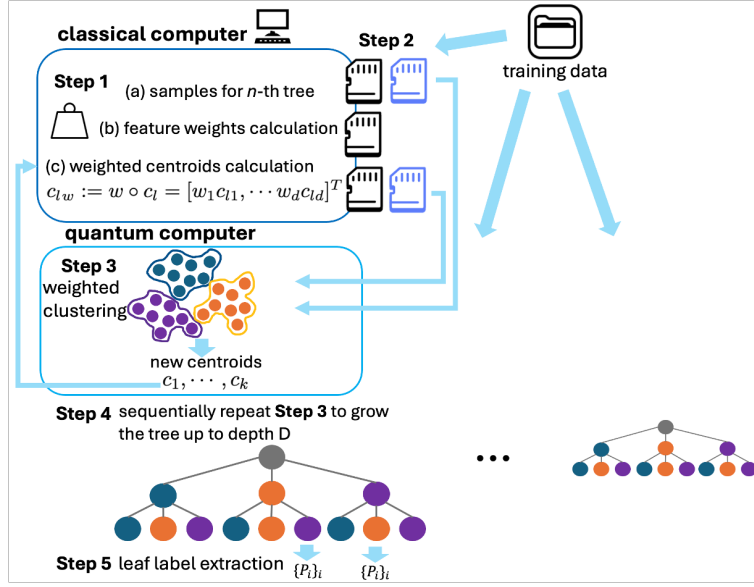 classical computer
Step 2
training data
Step 1
(a) samples for n-th tree
(b) feature weights calculation
(c) weighted centroids calculation
c_{lw} := w ∘ c_l = [w_1c_{l1}, ⋯ w_dc_{ld}]^T
quantum computer
Step 3
weighted
clustering
new centroids
c_1, ⋯ , c_k
Step 4 sequentially repeat Step 3 to grow
the tree up to depth D
...
Step 5 leaf label extraction {P_i}_i {P_i}_i